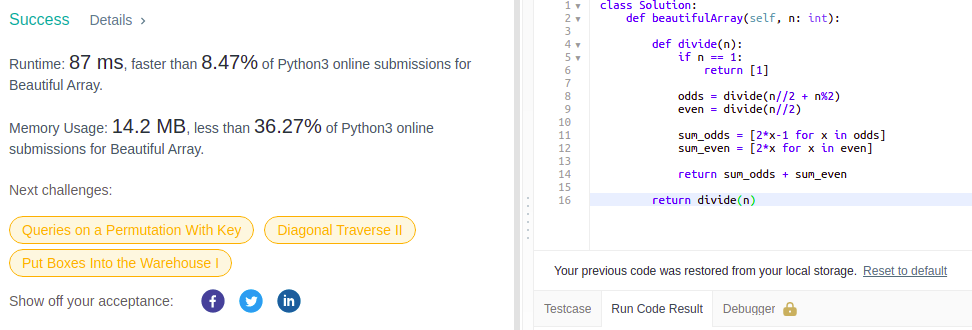 Success Details >
Runtime: 87 ms, faster than 8.47% of Python3 online submissions for
Beautiful Array.
Memory Usage: 14.2 MB, less than 36.27% of Python3 online
submissions for Beautiful Array.
Next challenges:
Queries on a Permutation With Key
Diagonal Traverse II
Put Boxes Into the Warehouse I
Show off your acceptance:
1 class Solution:
2     def beautifulArray(self, n: int):
3
4         def divide(n):
5             if n == 1:
6                 return [1]
7
8             odds = divide(n//2 + n%2)
9             even = divide(n//2)
10
11             sum_odds = [2*x-1 for x in odds]
12             sum_even = [2*x for x in even]
13
14             return sum_odds + sum_even
15
16         return divide(n)
Your previous code was restored from your local storage. Reset to default
Testcase Run Code Result Debugger